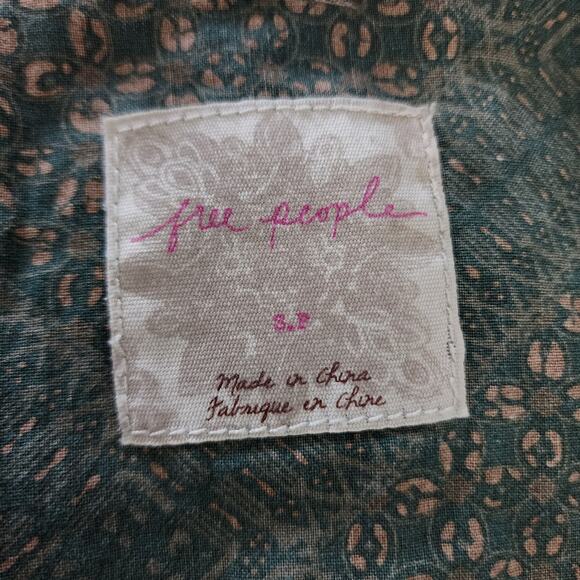 free people
S.P
Made in China
Fabrique en Chine